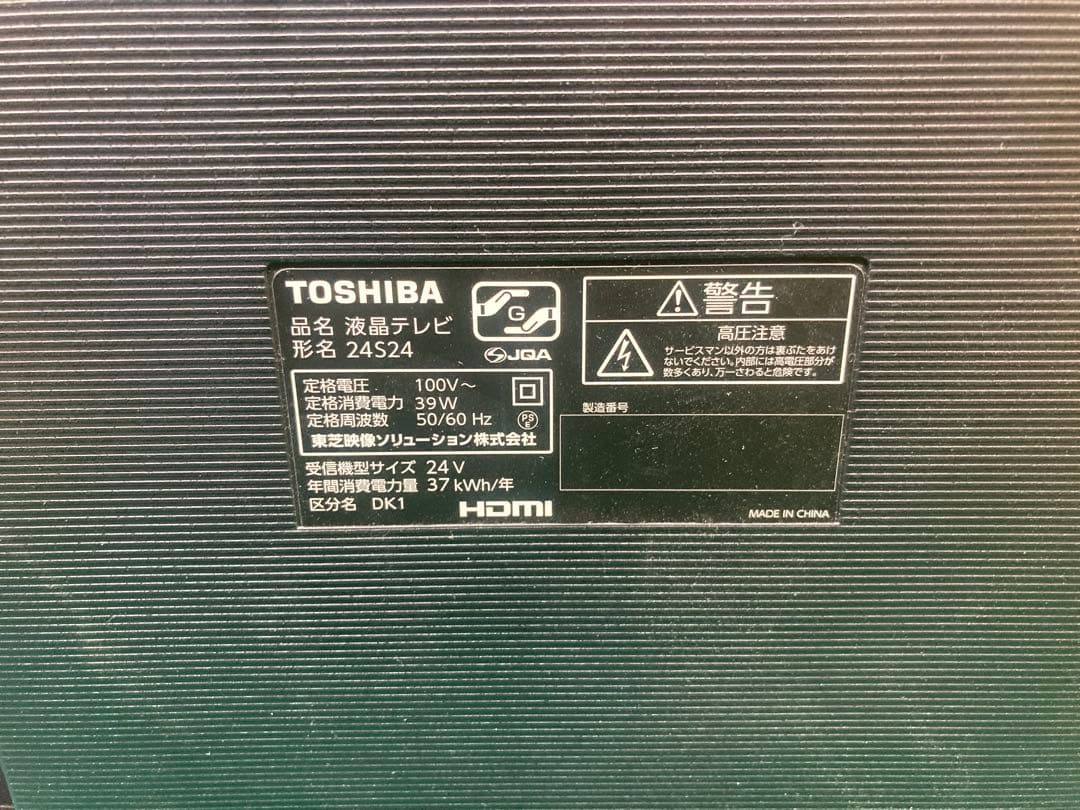 TOSHIBA
品名 液晶テレビ
形名 24S24
G
JQA
定格電圧 100V～
定格消費電力 39W
定格周波数 50/60 Hz
PS
E
東芝映像ソリューション株式会社
受信機型サイズ 24V
年間消費電力量 37 kWh/年
区分名 DK1
HDMI
警告
高圧注意
サービスマン以外の方は裏ぶたをあけ
ないでください。内部には高電圧部分が
数多くあり、万一さわると危険です。
製造番号
MADE IN CHINA